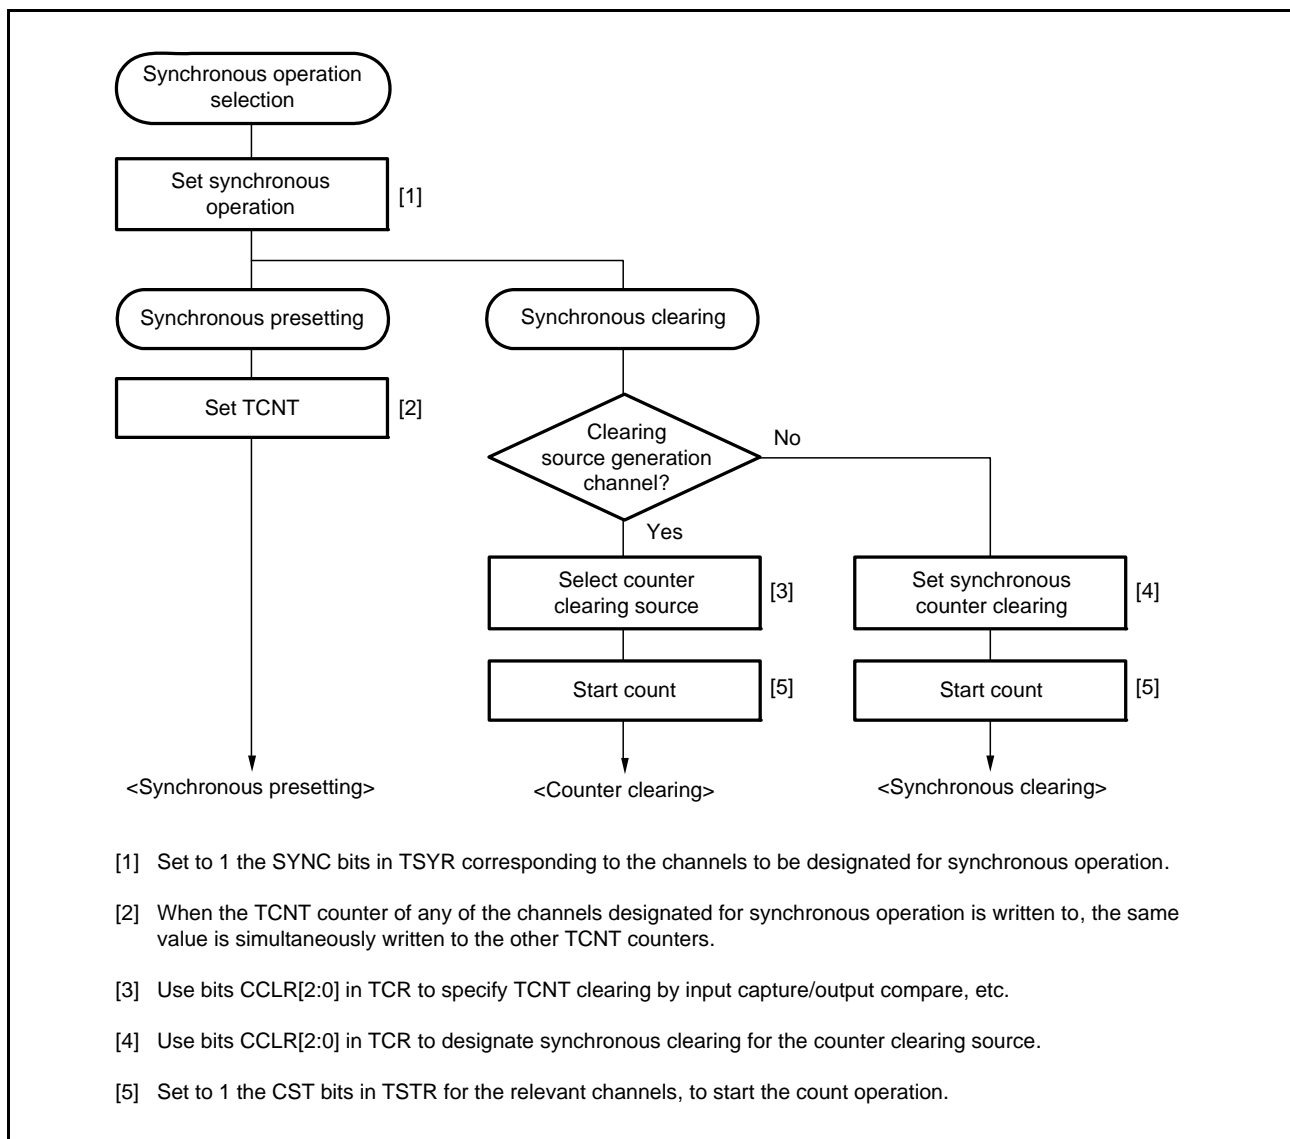 Synchronous operation
selection
Set synchronous
operation
[1]
Synchronous presetting
Synchronous clearing
Set TCNT
[2]
Clearing
source generation
channel?
No
Yes
Select counter
clearing source
[3]
Set synchronous
counter clearing
[4]
Start count
[5]
Start count
[5]
<Synchronous presetting>
<Counter clearing>
<Synchronous clearing>
[1] Set to 1 the SYNC bits in TSYR corresponding to the channels to be designated for synchronous operation.
[2] When the TCNT counter of any of the channels designated for synchronous operation is written to, the same
value is simultaneously written to the other TCNT counters.
[3] Use bits CCLR[2:0] in TCR to specify TCNT clearing by input capture/output compare, etc.
[4] Use bits CCLR[2:0] in TCR to designate synchronous clearing for the counter clearing source.
[5] Set to 1 the CST bits in TSTR for the relevant channels, to start the count operation.